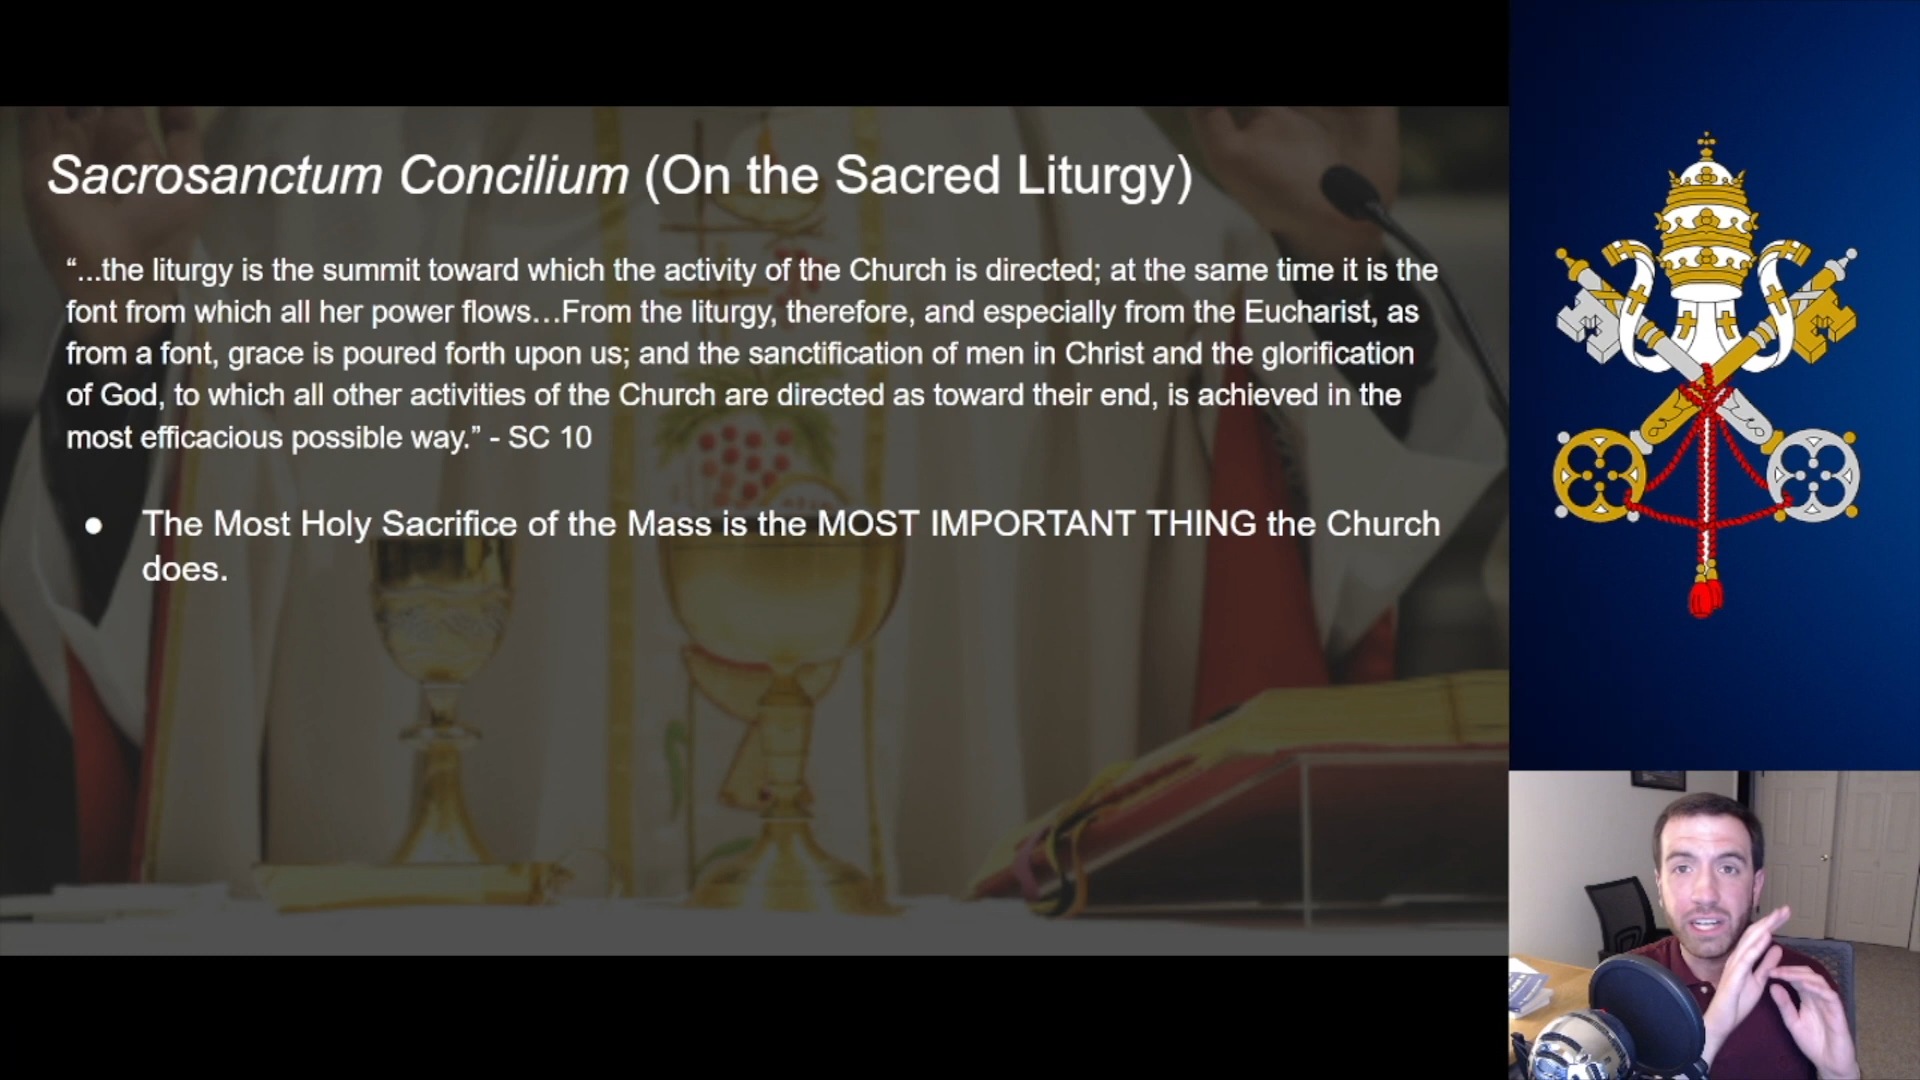 Sacrosanctum Concilium (On the Sacred Liturgy)
“...the liturgy is the summit toward which the activity of the Church is directed; at the same time it is the
font from which all her power flows…From the liturgy, therefore, and especially from the Eucharist, as
from a font, grace is poured forth upon us; and the sanctification of men in Christ and the glorification
of God, to which all other activities of the Church are directed as toward their end, is achieved in the
most efficacious possible way.” - SC 10
● The Most Holy Sacrifice of the Mass is the MOST IMPORTANT THING the Church
does.